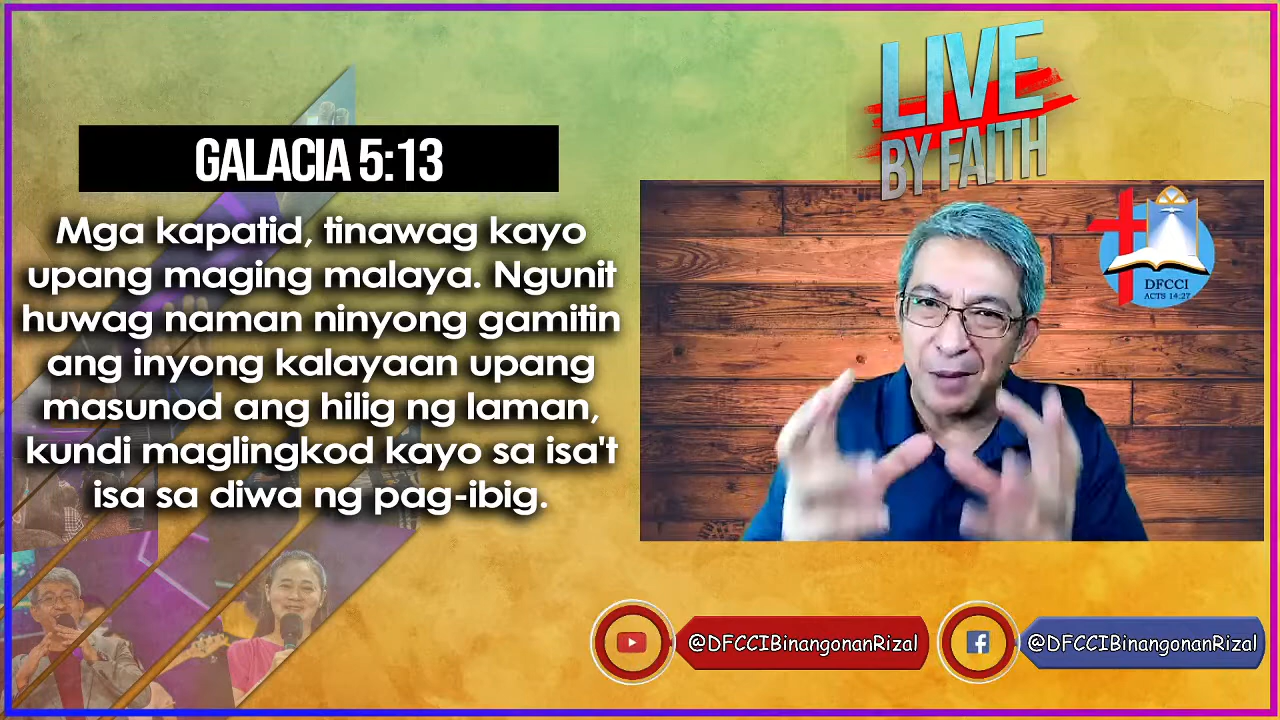 LIVE
BY FAITH
GALACIA 5:13
Mga kapatid, tinawag kayo
upang maging malaya. Ngunit
huwag naman ninyong gamitin
ang inyong kalayaan upang
masunod ang hilig ng laman,
kundi maglingkod kayo sa isa't
isa sa diwa ng pag-ibig.
DFCCI
ACTS 14:27
@DFCCIBinangonanRizal
@DFCCIBinangonanRizal